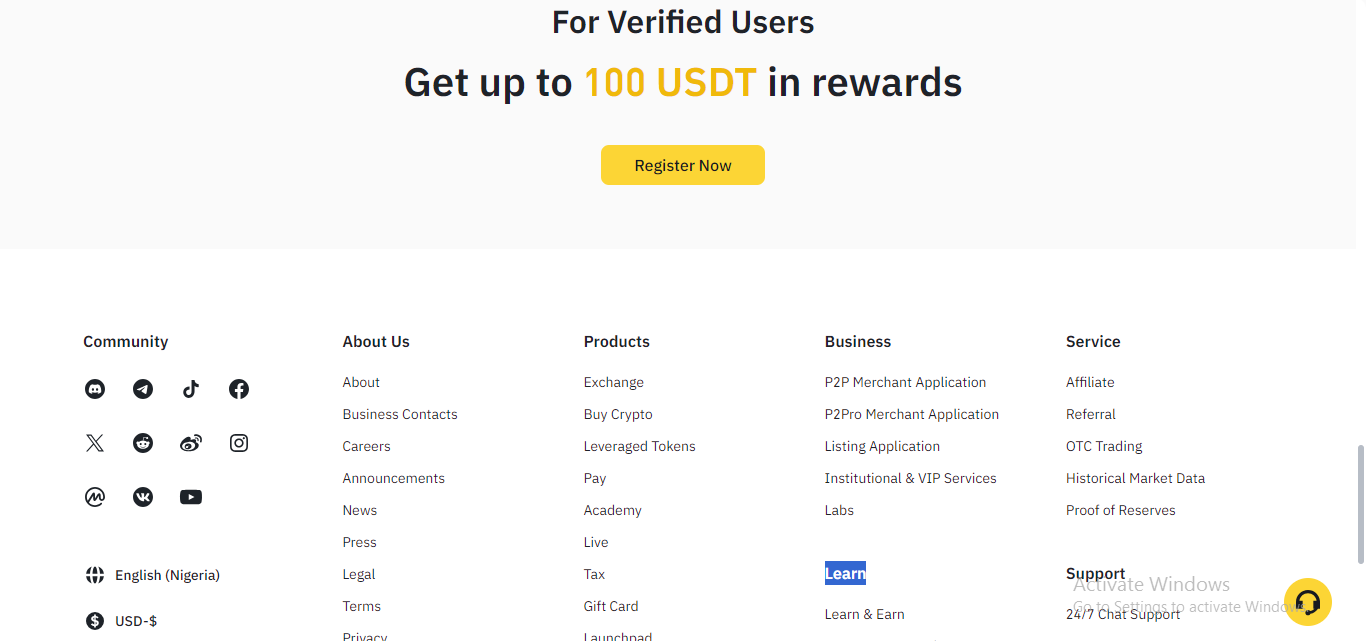 For Verified Users
Get up to 100 USDT in rewards
Register Now
Community
English (Nigeria)
USD-$
About Us
About
Business Contacts
Careers
Announcements
News
Press
Legal
Terms
Privacy
Products
Exchange
Buy Crypto
Leveraged Tokens
Pay
Academy
Live
Tax
Gift Card
Launchpad
Business
P2P Merchant Application
P2Pro Merchant Application
Listing Application
Institutional & VIP Services
Labs
Learn
Learn & Earn
Service
Affiliate
Referral
OTC Trading
Historical Market Data
Proof of Reserves
Support
24/7 Chat Support
Activate Windows
Go to Settings to activate Windows.